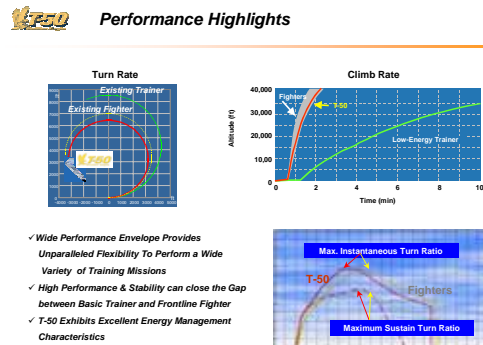 T-50
Performance Highlights
Turn Rate
Existing Trainer
Existing Fighter
T-50
Climb Rate
40,000
30,000
20,000
10,00
0
Altitude (ft)
Fighters
T-50
Low-Energy Trainer
0 2 4 6 8 10
Time (min)
✓Wide Performance Envelope Provides
Unparalleled Flexibility To Perform a Wide
Variety of Training Missions
✓ High Performance & Stability can close the Gap
between Basic Trainer and Frontline Fighter
✓ T-50 Exhibits Excellent Energy Management
Characteristics
Max. Instantaneous Turn Ratio
T-50
Fighters
Maximum Sustain Turn Ratio